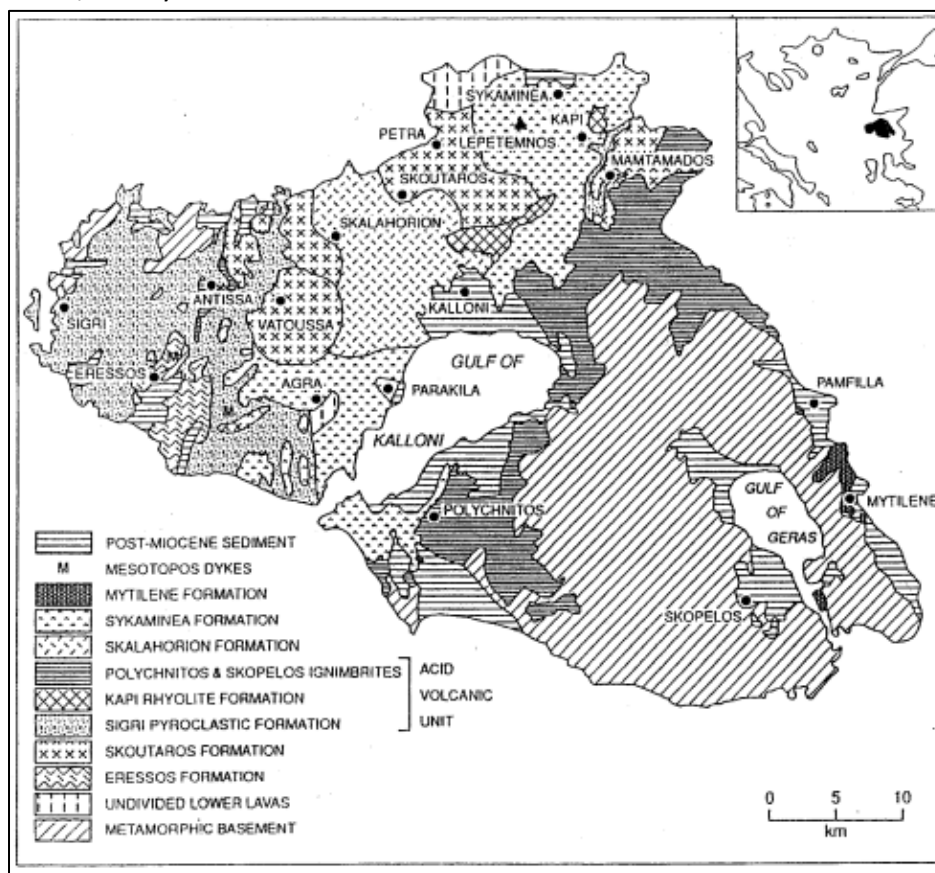 SYKAMINEA
KAPI
PETRA
LEPETEMNOS
MAMTAMADOS
SKOUTAROS
SKALAHORION
ANTISSA
KALLONI
SIGRI
VATOUSSA
GULF OF
KALLONI
M
ERESSOS
AGRA
PARAKILA
M
PAMFILLA
POLYCHNITOS
GULF
OF
GERAS
MYTILENE
SKOPELOS
POST-MIOCENE SEDIMENT
M MESOTOPOS DYKES
MYTILENE FORMATION
SYKAMINEA FORMATION
SKALAHORION FORMATION
POLYCHNITOS & SKOPELOS IGNIMBRITES ACID
KAPI RHYOLITE FORMATION VOLCANIC
SIGRI PYROCLASTIC FORMATION UNIT
SKOUTAROS FORMATION
ERESSOS FORMATION
UNDIVIDED LOWER LAVAS
METAMORPHIC BASEMENT
0 5 10
km